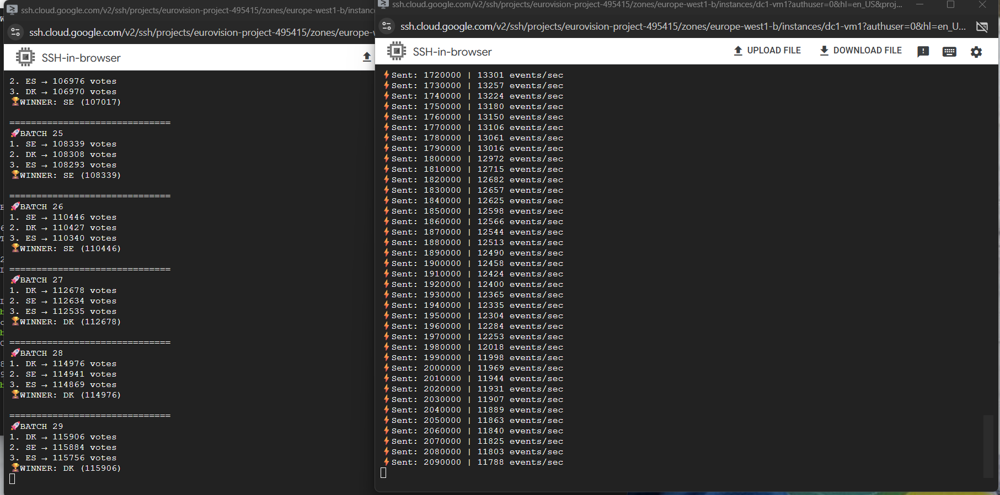 ssh.cloud.google.com/v2/ssh/projects/eurovision-project-495415/zones/europe-west1-b/instanc
ssh.cloud.google.com/v2/ssh/projects/eurovision-project-495415/zones/europe-w
SSH-in-browser
2. ES → 106976 votes
3. DK → 106970 votes
🏆WINNER: SE (107017)
==============================
🚀BATCH 25
1. SE → 108339 votes
2. DK → 108308 votes
3. ES → 108293 votes
🏆WINNER: SE (108339)
==============================
🚀BATCH 26
1. SE → 110446 votes
2. DK → 110427 votes
3. ES → 110340 votes
🏆WINNER: SE (110446)
==============================
🚀BATCH 27
1. DK → 112678 votes
2. SE → 112634 votes
3. ES → 112535 votes
🏆WINNER: DK (112678)
==============================
🚀BATCH 28
1. DK → 114976 votes
2. SE → 114941 votes
3. ES → 114869 votes
🏆WINNER: DK (114976)
==============================
🚀BATCH 29
1. DK → 115906 votes
2. SE → 115884 votes
3. ES → 115756 votes
🏆WINNER: DK (115906)
ssh.cloud.google.com/v2/ssh/projects/eurovision-project-495415/zones/europe-west1-b/instances/dc1-vm1?authuser=0&hl=en_US&proj...
ssh.cloud.google.com/v2/ssh/projects/eurovision-project-495415/zones/europe-west1-b/instances/dc1-vm1?authuser=0&hl=en_U...
SSH-in-browser UPLOAD FILE DOWNLOAD FILE
⚡Sent: 1720000 | 13301 events/sec
⚡Sent: 1730000 | 13257 events/sec
⚡Sent: 1740000 | 13224 events/sec
⚡Sent: 1750000 | 13180 events/sec
⚡Sent: 1760000 | 13150 events/sec
⚡Sent: 1770000 | 13106 events/sec
⚡Sent: 1780000 | 13061 events/sec
⚡Sent: 1790000 | 13016 events/sec
⚡Sent: 1800000 | 12972 events/sec
⚡Sent: 1810000 | 12715 events/sec
⚡Sent: 1820000 | 12682 events/sec
⚡Sent: 1830000 | 12657 events/sec
⚡Sent: 1840000 | 12625 events/sec
⚡Sent: 1850000 | 12598 events/sec
⚡Sent: 1860000 | 12566 events/sec
⚡Sent: 1870000 | 12544 events/sec
⚡Sent: 1880000 | 12513 events/sec
⚡Sent: 1890000 | 12490 events/sec
⚡Sent: 1900000 | 12458 events/sec
⚡Sent: 1910000 | 12424 events/sec
⚡Sent: 1920000 | 12400 events/sec
⚡Sent: 1930000 | 12365 events/sec
⚡Sent: 1940000 | 12335 events/sec
⚡Sent: 1950000 | 12304 events/sec
⚡Sent: 1960000 | 12284 events/sec
⚡Sent: 1970000 | 12253 events/sec
⚡Sent: 1980000 | 12018 events/sec
⚡Sent: 1990000 | 11998 events/sec
⚡Sent: 2000000 | 11969 events/sec
⚡Sent: 2010000 | 11944 events/sec
⚡Sent: 2020000 | 11931 events/sec
⚡Sent: 2030000 | 11907 events/sec
⚡Sent: 2040000 | 11889 events/sec
⚡Sent: 2050000 | 11863 events/sec
⚡Sent: 2060000 | 11840 events/sec
⚡Sent: 2070000 | 11825 events/sec
⚡Sent: 2080000 | 11803 events/sec
⚡Sent: 2090000 | 11788 events/sec